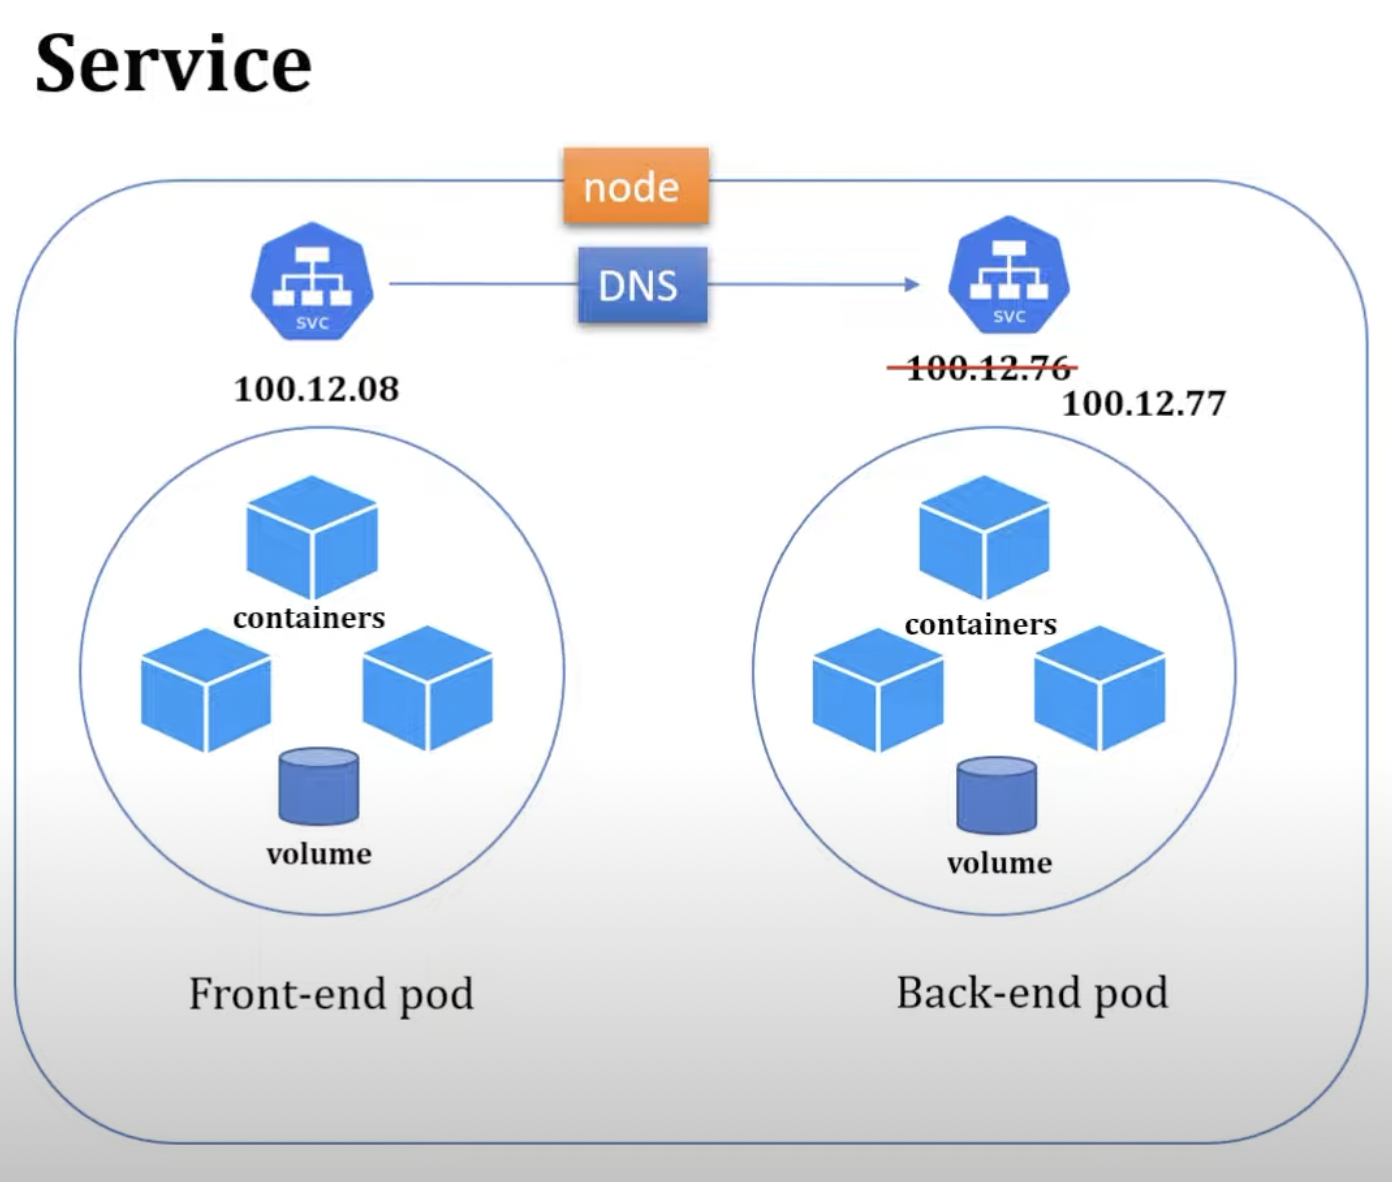 Service
node
DNS
svc
svc
100.12.08
100.12.76
100.12.77
containers
containers
volume
volume
Front-end pod
Back-end pod